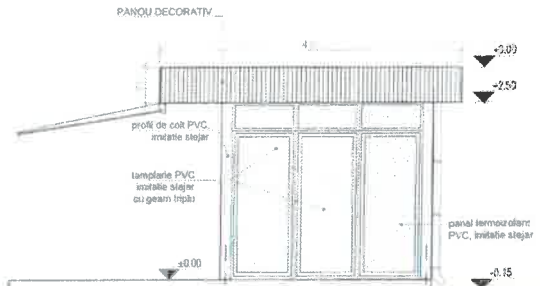 PANOU DECORATIV
4
+3.09
+2.50
profil de colt PVC,
imitatie stejar
tamplarie PVC
imitatie stejar
cu geam triplu
panel termoizolant
PVC, imitatie stejar
±0.00
-0.15